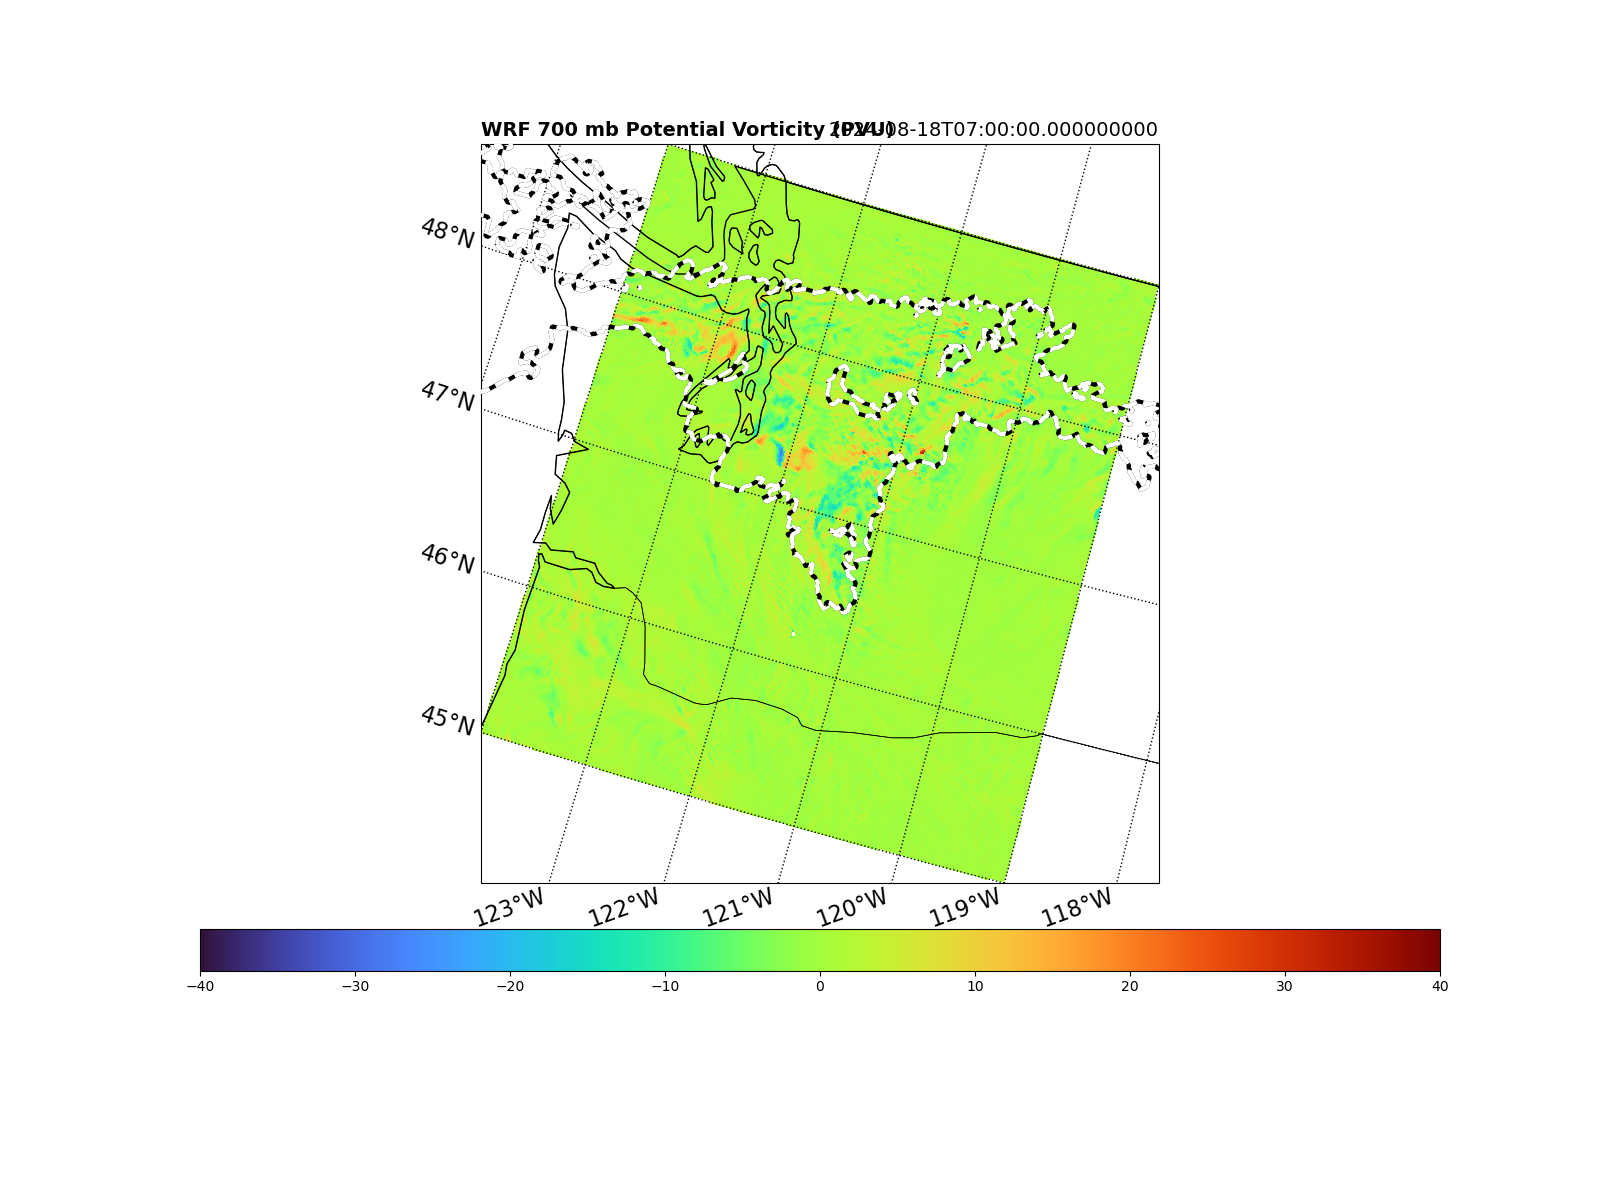 WRF 700 mb Potential Vorticity (PVU) 2024-08-18T07:00:00.000000000
48°N
47°N
46°N
45°N
123°W 122°W 121°W 120°W 119°W 118°W
−40 −30 −20 −10 0 10 20 30 40